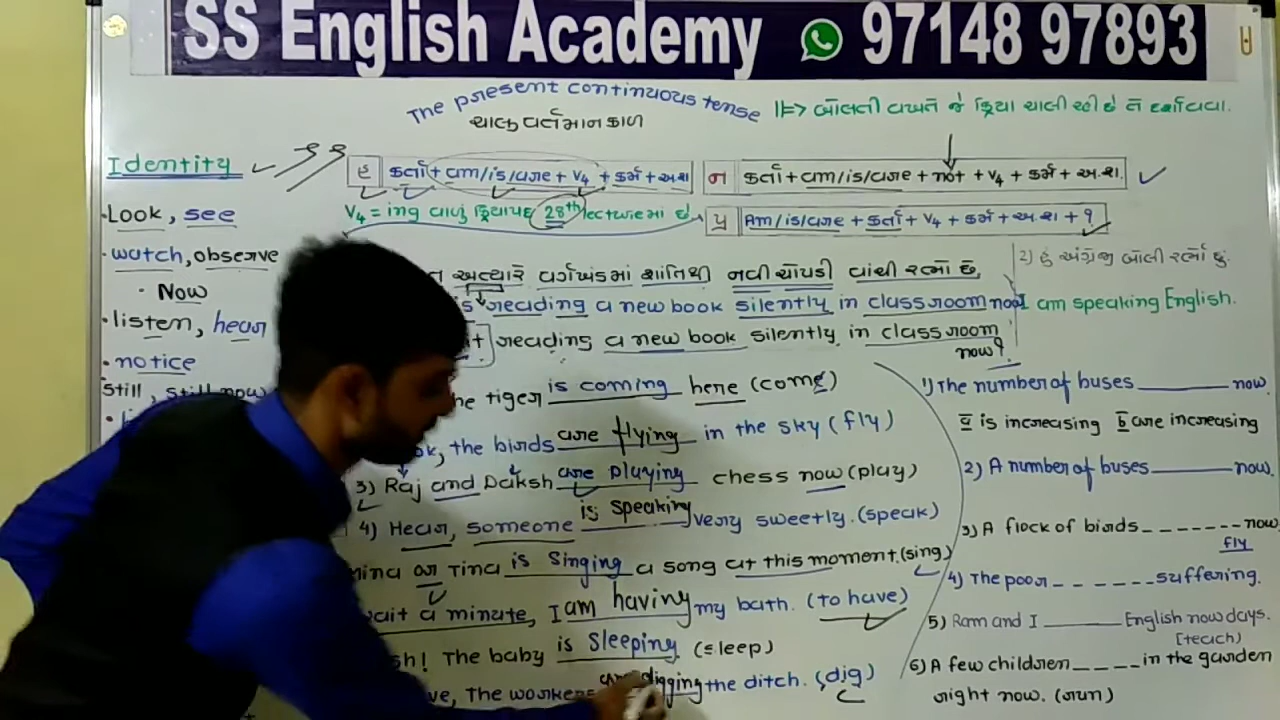 SS English Academy 97148 97893
The present continuous tense
ચાલુ વર્તમાનકાળ
1⇒ બોલતી વખતે જે ક્રિયા ચાલી રહી છે તે દર્શાવવા.
Identity
હ કર્તા + am/is/are + V4 + કર્મ + અ.શ
ન કર્તા + am/is/are + not + V4 + કર્મ + અ.શ.
V4 = ing વાળું ક્રિયાપદ 28th lectureમાં છે
પ્ર Am/is/are + કર્તા + V4 + કર્મ + અ.શ + ?
Look, see
watch, observe
Now
listen, hear
notice
still, still now
અત્યારે વર્ગખંડમાં શાંતિથી નવી ચોપડી વાંચી રહ્યો છે.
is reading a new book silently in classroom now
reading a new book silently in classroom
now?
2) હું અંગ્રેજી બોલી રહ્યો છું.
I am speaking English.
the tiger is coming here (come)
the birds are flying in the sky (fly)
3) Raj and Daksh are playing chess now (play)
4) Hear, someone is speaking very sweetly. (speak)
or Tina is singing a song at this moment. (sing)
wait a minute, I am having my bath. (to have)
The baby is sleeping (sleep)
The workers are digging the ditch. (dig)
1) The number of buses ______ now.
a is increasing b are increasing
2) A number of buses ______ now.
3) A flock of birds _ _ _ _ _ _ _ now
fly
4) The poor _ _ _ _ _ _ suffering.
5) Ram and I ______ English now days.
[teach)
6) A few children _ _ _ _ in the garden
right now. (run)